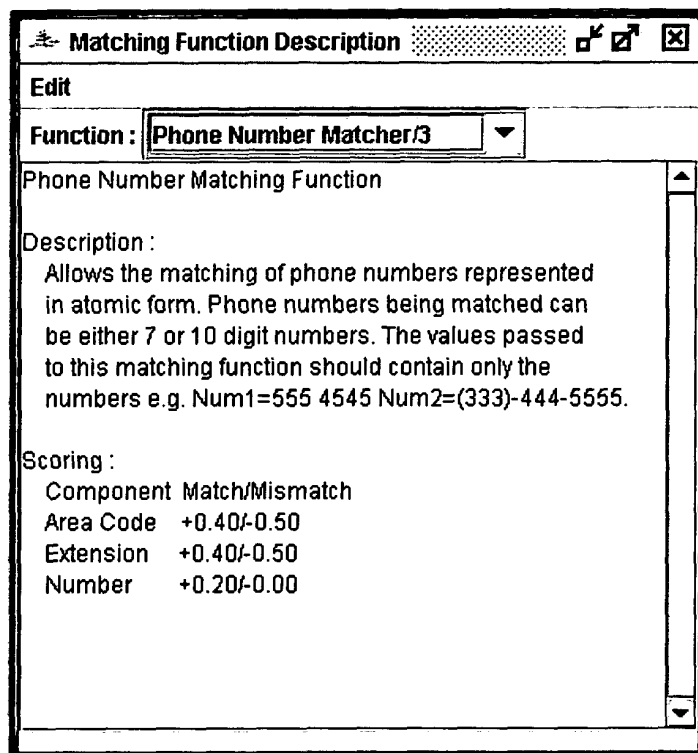 Matching Function Description
Edit
Function : Phone Number Matcher/3
Phone Number Matching Function
Description :
Allows the matching of phone numbers represented
in atomic form. Phone numbers being matched can
be either 7 or 10 digit numbers. The values passed
to this matching function should contain only the
numbers e.g. Num1=555 4545 Num2=(333)-444-5555.
Scoring :
Component Match/Mismatch
Area Code +0.40/-0.50
Extension +0.40/-0.50
Number +0.20/-0.00